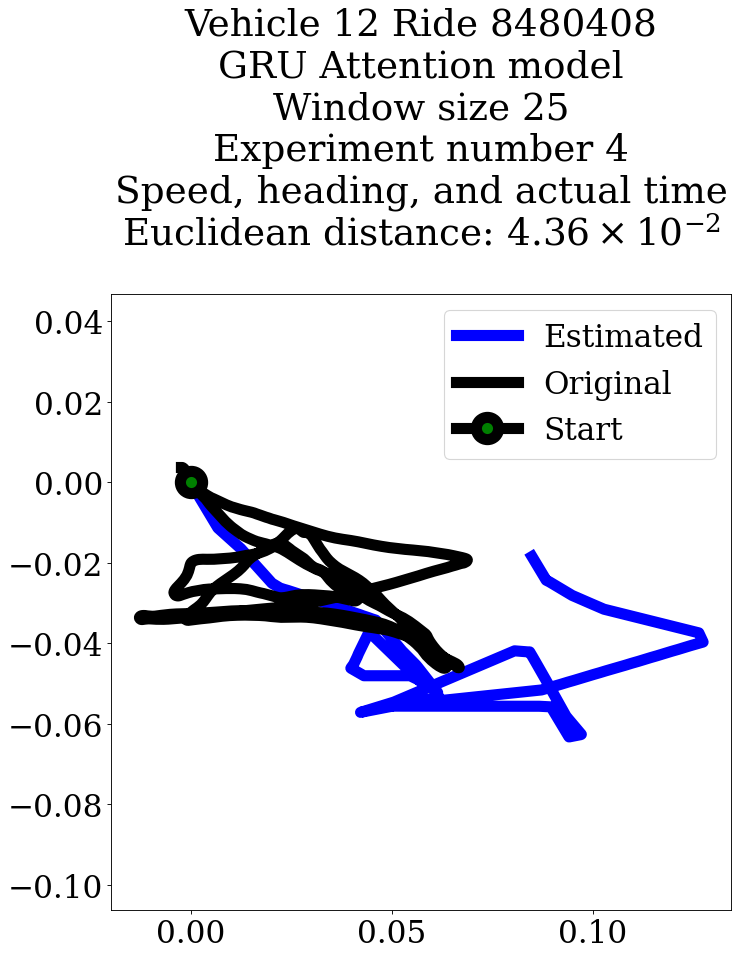 Vehicle 12 Ride 8480408
GRU Attention model
Window size 25
Experiment number 4
Speed, heading, and actual time
Euclidean distance: 4.36 × 10⁻²
Estimated
Original
Start
0.04
0.02
0.00
−0.02
−0.04
−0.06
−0.08
−0.10
0.00 0.05 0.10